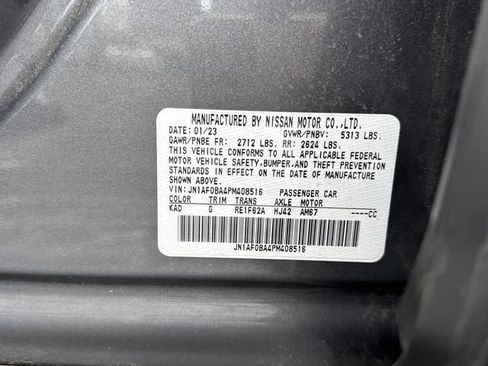 MANUFACTURED BY NISSAN MOTOR CO.,LTD.
DATE: 01/23 GVWR/PNBV: 5313 LBS.
GAWR/PNBE FR: 2712 LBS. RR: 2624 LBS.
THIS VEHICLE CONFORMS TO ALL APPLICABLE FEDERAL
MOTOR VEHICLE SAFETY,BUMPER,AND THEFT PREVENTION
STANDARDS IN EFFECT ON THE DATE OF MANUFACTURE
SHOWN ABOVE.
VIN:JN1AF0BA4PM408516 PASSENGER CAR
COLOR TRIM TRANS AXLE MOTOR
KAD G RE1F62A HJ42 AM67 ----CC
JN1AF0BA4PM408516